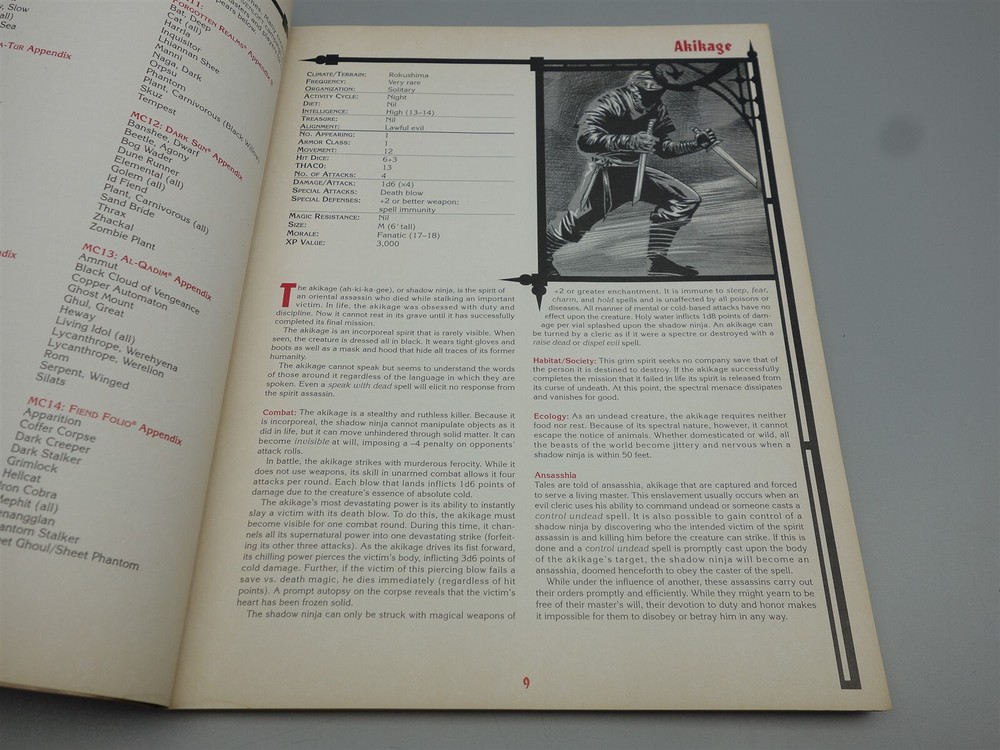 , Slow
all)
Sea
A-TUR APPENDIX
dix
C11:
FORGOTTEN REALMS® APPENDIX II
Bat, Deep
Cat (all)
Harrla
Inquisitor
Lhiannan Shee
Manni
Naga, Dark
Orpsu
Phantom
Plant, Carnivorous (Black Willow)
Skuz
Tempest
MC12: DARK SUN® APPENDIX
Banshee, Dwarf
Beetle, Agony
Bog Wader
Dune Runner
Elemental (all)
Golem (all)
Id Fiend
Plant, Carnivorous (all)
Sand Bride
Thrax
Zhackal
Zombie Plant
MC13: AL-QADIM® APPENDIX
Ammut
Black Cloud of Vengeance
Copper Automaton
Ghost Mount
Ghul, Great
Heway
Living Idol (all)
Lycanthrope, Werehyena
Lycanthrope, Werelion
Rom
Serpent, Winged
Silats
MC14: FIEND FOLIO® APPENDIX
Apparition
Coffer Corpse
Dark Creeper
Dark Stalker
Grimlock
Hellcat
Iron Cobra
Mephit (all)
enanggian
antom Stalker
eet Ghoul/Sheet Phantom
Akikage
CLIMATE/TERRAIN: Rokushima
FREQUENCY: Very rare
ORGANIZATION: Solitary
ACTIVITY CYCLE: Night
DIET: Nil
INTELLIGENCE: High (13–14)
TREASURE: Nil
ALIGNMENT: Lawful evil
NO. APPEARING: 1
ARMOR CLASS: 1
MOVEMENT: 12
HIT DICE: 6+3
THAC0: 13
NO. OF ATTACKS: 4
DAMAGE/ATTACK: 1d6 (×4)
SPECIAL ATTACKS: Death blow
SPECIAL DEFENSES: +2 or better weapon;
spell immunity
MAGIC RESISTANCE: Nil
SIZE: M (6' tall)
MORALE: Fanatic (17–18)
XP VALUE: 3,000
The akikage (ah-ki-ka-gee), or shadow ninja, is the spirit of
an oriental assassin who died while stalking an important
victim. In life, the akikage was obsessed with duty and
discipline. Now it cannot rest in its grave until it has successfully
completed its final mission.
The akikage is an incorporeal spirit that is rarely visible. When
seen, the creature is dressed all in black. It wears tight gloves and
boots as well as a mask and hood that hide all traces of its former
humanity.
The akikage cannot speak but seems to understand the words
of those around it regardless of the language in which they are
spoken. Even a speak with dead spell will elicit no response from
the spirit assassin.
Combat: The akikage is a stealthy and ruthless killer. Because it
is incorporeal, the shadow ninja cannot manipulate objects as it
did in life, but it can move unhindered through solid matter. It can
become invisible at will, imposing a –4 penalty on opponents'
attack rolls.
In battle, the akikage strikes with murderous ferocity. While it
does not use weapons, its skill in unarmed combat allows it four
attacks per round. Each blow that lands inflicts 1d6 points of
damage due to the creature's essence of absolute cold.
The akikage's most devastating power is its ability to instantly
slay a victim with its death blow. To do this, the akikage must
become visible for one combat round. During this time, it chan-
nels all its supernatural power into one devastating strike (forfeit-
ing its other three attacks). As the akikage drives its fist forward,
its chilling power pierces the victim's body, inflicting 3d6 points of
cold damage. Further, if the victim of this piercing blow fails a
save vs. death magic, he dies immediately (regardless of hit
points). A prompt autopsy on the corpse reveals that the victim's
heart has been frozen solid.
The shadow ninja can only be struck with magical weapons of
+2 or greater enchantment. It is immune to sleep, fear,
charm, and hold spells and is unaffected by all poisons or
diseases. All manner of mental or cold-based attacks have no
effect upon the creature. Holy water inflicts 1d8 points of dam-
age per vial splashed upon the shadow ninja. An akikage can
be turned by a cleric as if it were a spectre or destroyed with a
raise dead or dispel evil spell.
Habitat/Society: This grim spirit seeks no company save that of
the person it is destined to destroy. If the akikage successfully
completes the mission that it failed in life its spirit is released from
its curse of undeath. At this point, the spectral menace dissipates
and vanishes for good.
Ecology: As an undead creature, the akikage requires neither
food nor rest. Because of its spectral nature, however, it cannot
escape the notice of animals. Whether domesticated or wild, all
the beasts of the world become jittery and nervous when a
shadow ninja is within 50 feet.
Ansasshia
Tales are told of ansasshia, akikage that are captured and forced
to serve a living master. This enslavement usually occurs when an
evil cleric uses his ability to command undead or someone casts a
control undead spell. It is also possible to gain control of a
shadow ninja by discovering who the intended victim of the spirit
assassin is and killing him before the creature can strike. If this is
done and a control undead spell is promptly cast upon the body
of the akikage's target, the shadow ninja will become an
ansasshia, doomed henceforth to obey the caster of the spell.
While under the influence of another, these assassins carry out
their orders promptly and efficiently. While they might yearn to be
free of their master's will, their devotion to duty and honor makes
it impossible for them to disobey or betray him in any way.
9